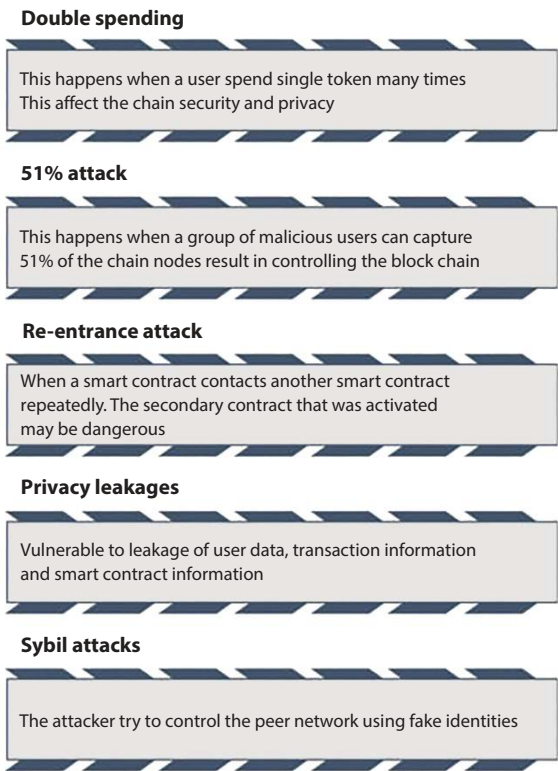 Double spending
This happens when a user spend single token many times
This affect the chain security and privacy
51% attack
This happens when a group of malicious users can capture
51% of the chain nodes result in controlling the block chain
Re-entrance attack
When a smart contract contacts another smart contract
repeatedly. The secondary contract that was activated
may be dangerous
Privacy leakages
Vulnerable to leakage of user data, transaction information
and smart contract information
Sybil attacks
The attacker try to control the peer network using fake identities